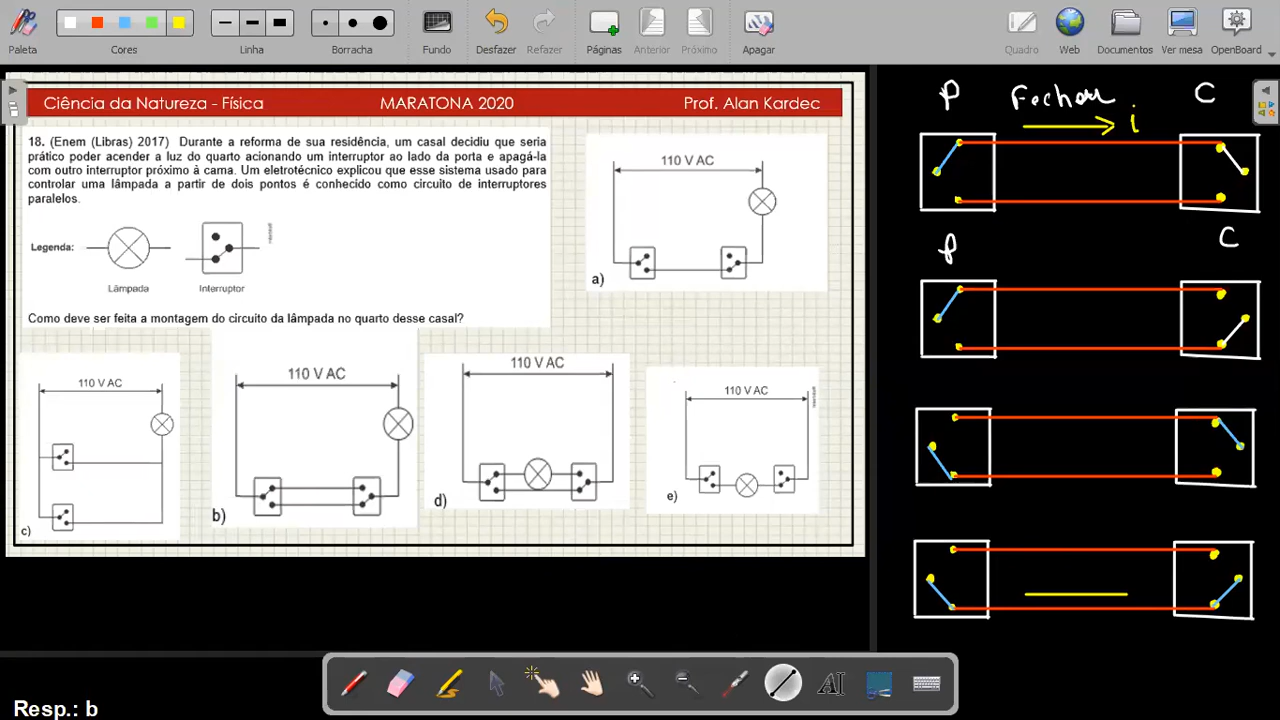 Paleta
Cores
Linha
Borracha
Fundo
Desfazer
Refazer
Páginas
Anterior
Próximo
Apagar
Quadro
Web
Documentos
Ver mesa
OpenBoard
Ciência da Natureza - Física
MARATONA 2020
Prof. Alan Kardec
18. (Enem (Libras) 2017) Durante a reforma de sua residência, um casal decidiu que seria
prático poder acender a luz do quarto acionando um interruptor ao lado da porta e apagá-la
com outro interruptor próximo à cama. Um eletrotécnico explicou que esse sistema usado para
controlar uma lâmpada a partir de dois pontos é conhecido como circuito de interruptores
paralelos.
Legenda:
Lâmpada
Interruptor
Como deve ser feita a montagem do circuito da lâmpada no quarto desse casal?
110 V AC
a)
110 V AC
c)
110 V AC
b)
110 V AC
d)
110 V AC
e)
P
Fechou
C
i
P
C
AI
Resp.: b